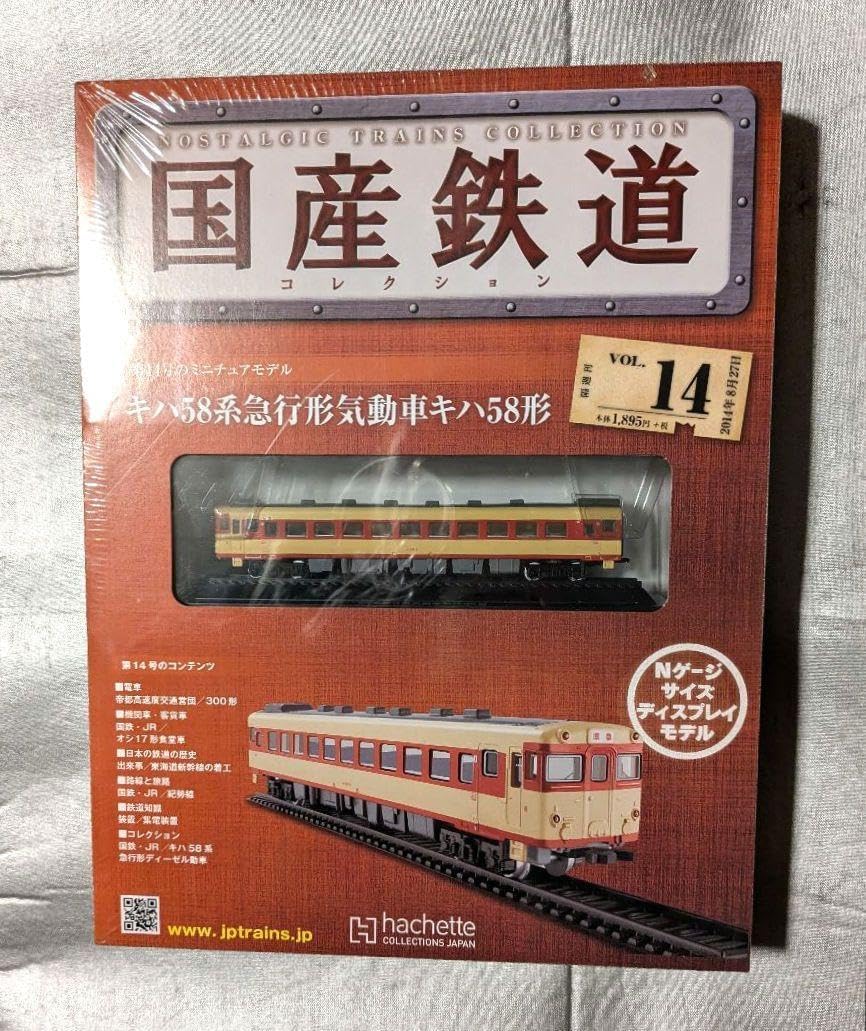 NOSTALGIC TRAINS COLLECTION
国産鉄道
コレクション
第14号のミニチュアモデル
キハ58系急行形気動車キハ58形
隔週刊
VOL. 14
本体1,895円+税
2014年8月27日
第14号のコンテンツ
■電車
帝都高速度交通営団/300形
■機関車・客貨車
国鉄・JR/
オシ17形食堂車
■日本の鉄道の歴史
出来事/東海道新幹線の着工
■路線と旅路
国鉄・JR/紀勢線
■鉄道知識
装置/集電装置
■コレクション
国鉄・JR/キハ58系
急行形ディーゼル動車
Nゲージ
サイズ
ディスプレイ
モデル
www.jptrains.jp
hachette
COLLECTIONS JAPAN